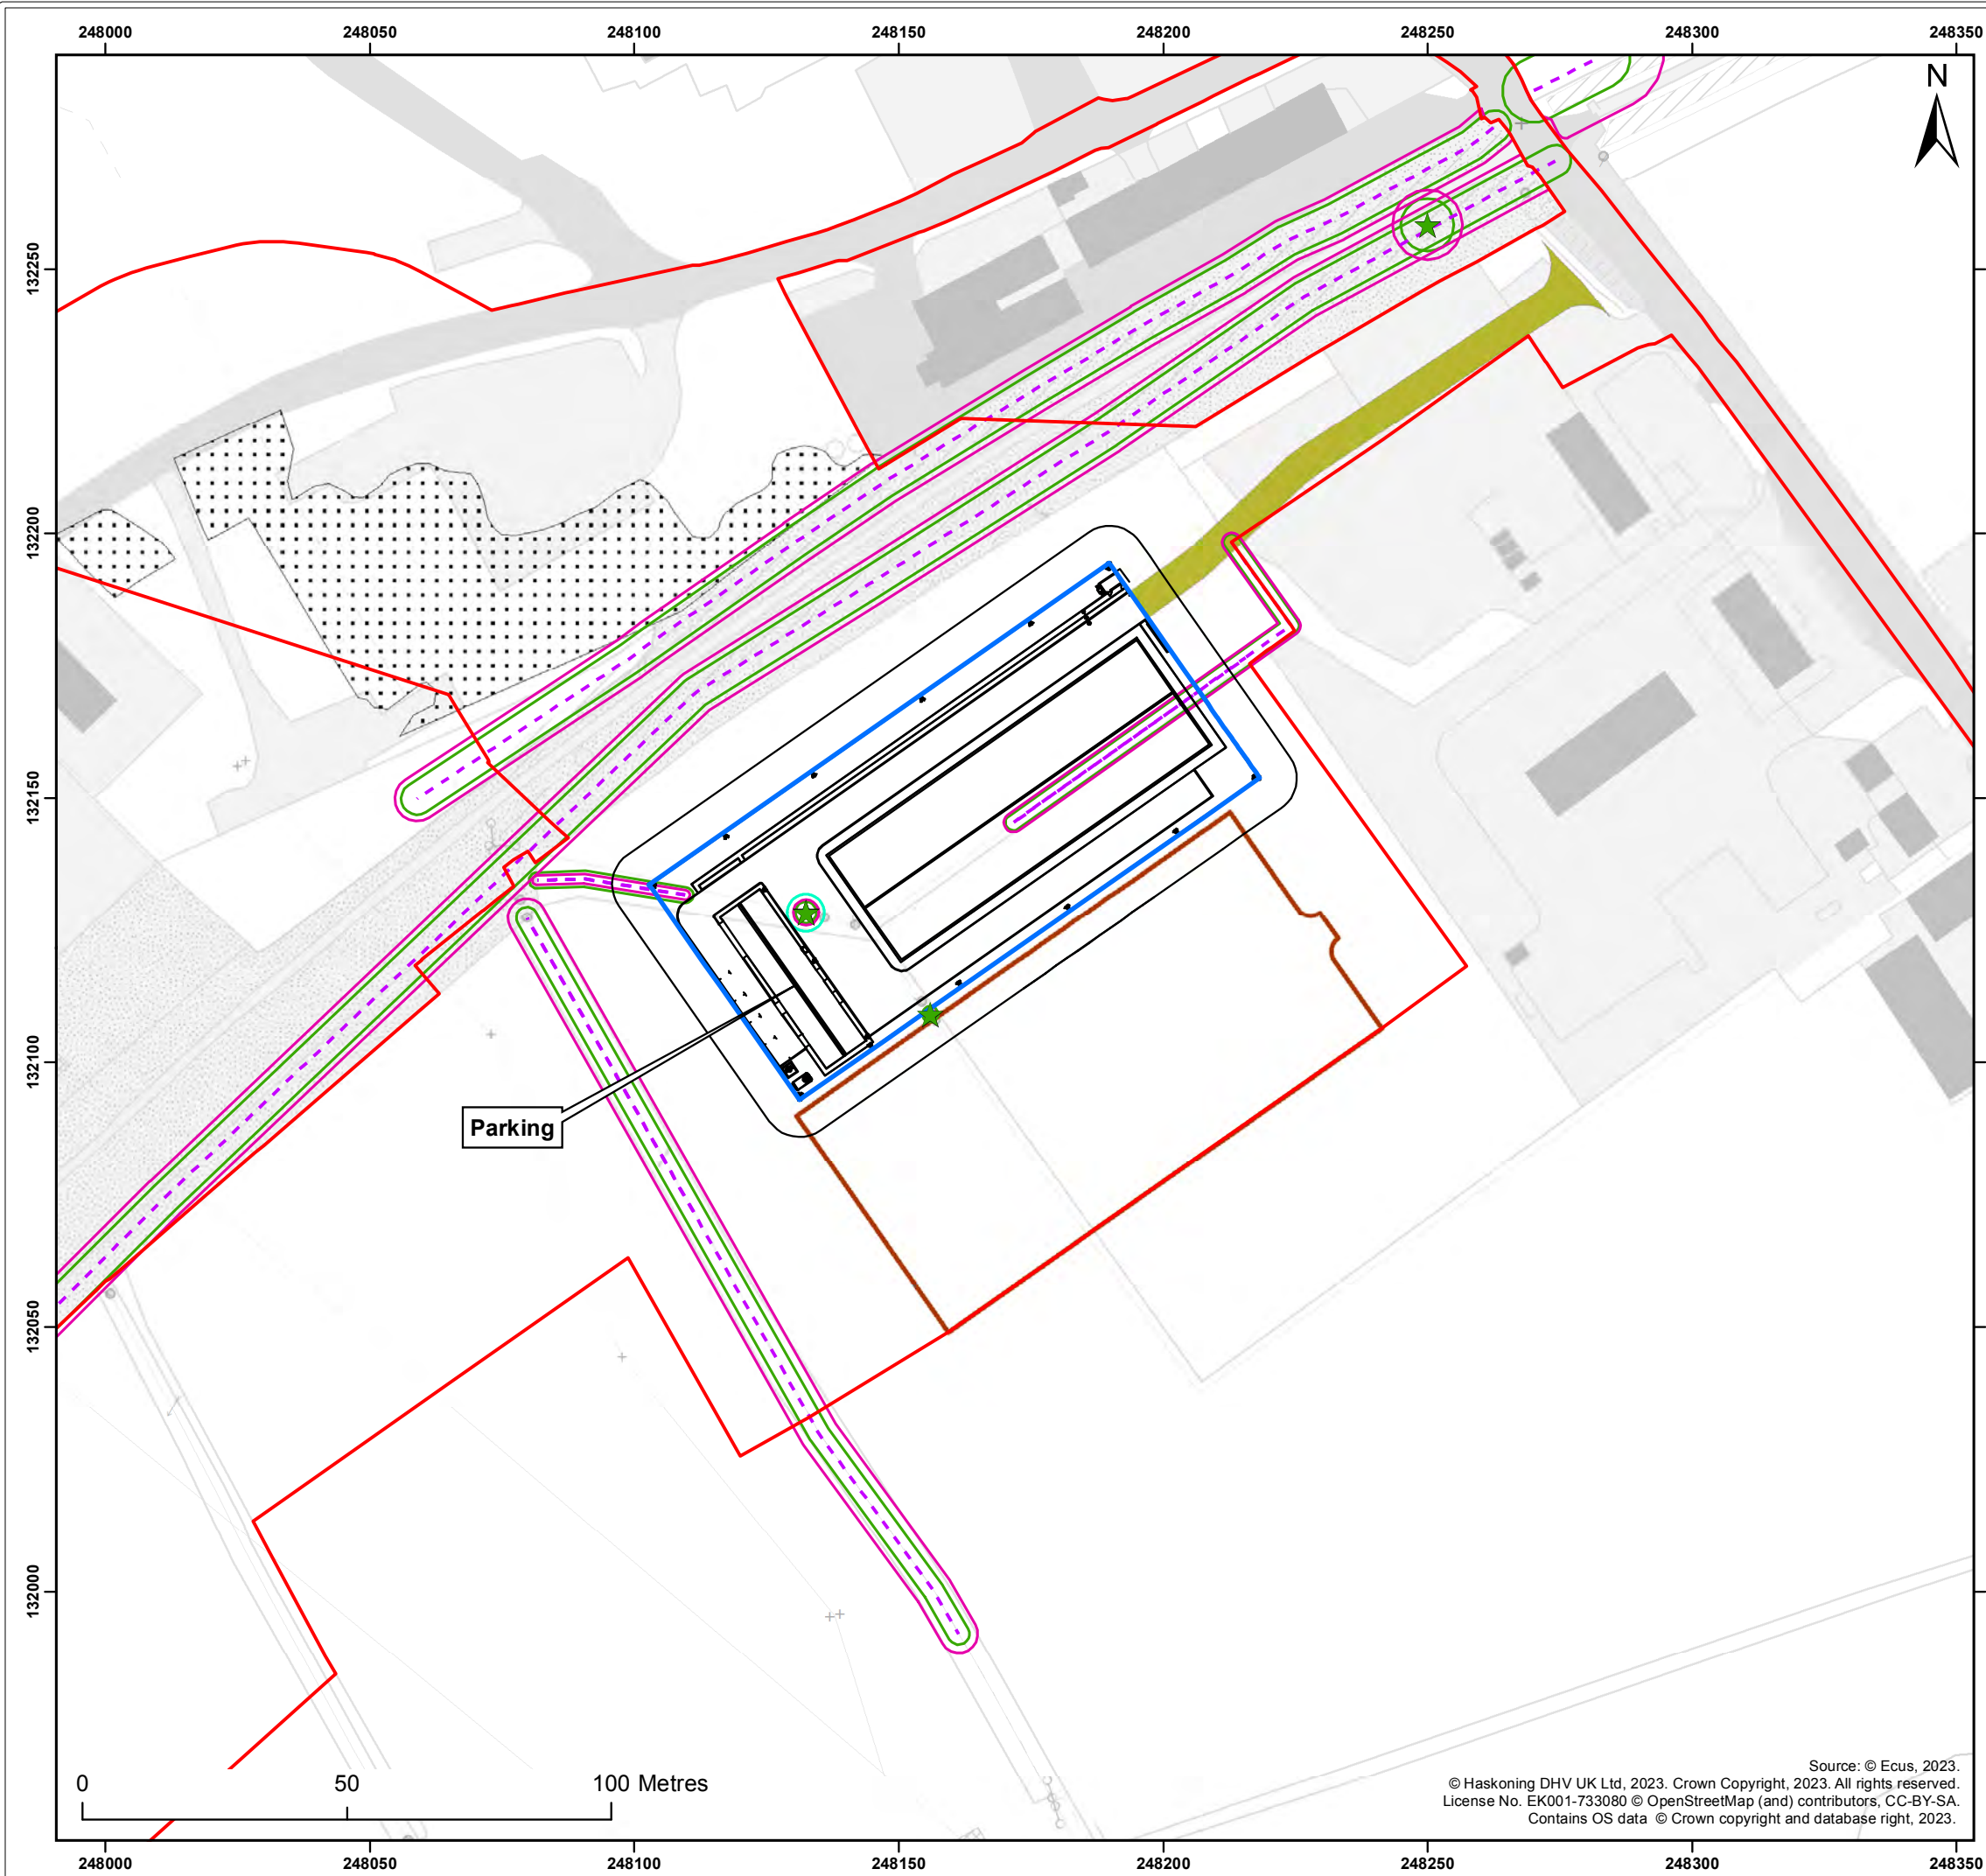 248000 248050 248100 248150 248200 248250 248300 248350
N
132250
132200
132150
132100
132050
132000
Parking
0 50 100 Metres
Source: © Ecus, 2023.
© Haskoning DHV UK Ltd, 2023. Crown Copyright, 2023. All rights reserved.
License No. EK001-733080 © OpenStreetMap (and) contributors, CC-BY-SA.
Contains OS data © Crown copyright and database right, 2023.
248000 248050 248100 248150 248200 248250 248300 248350